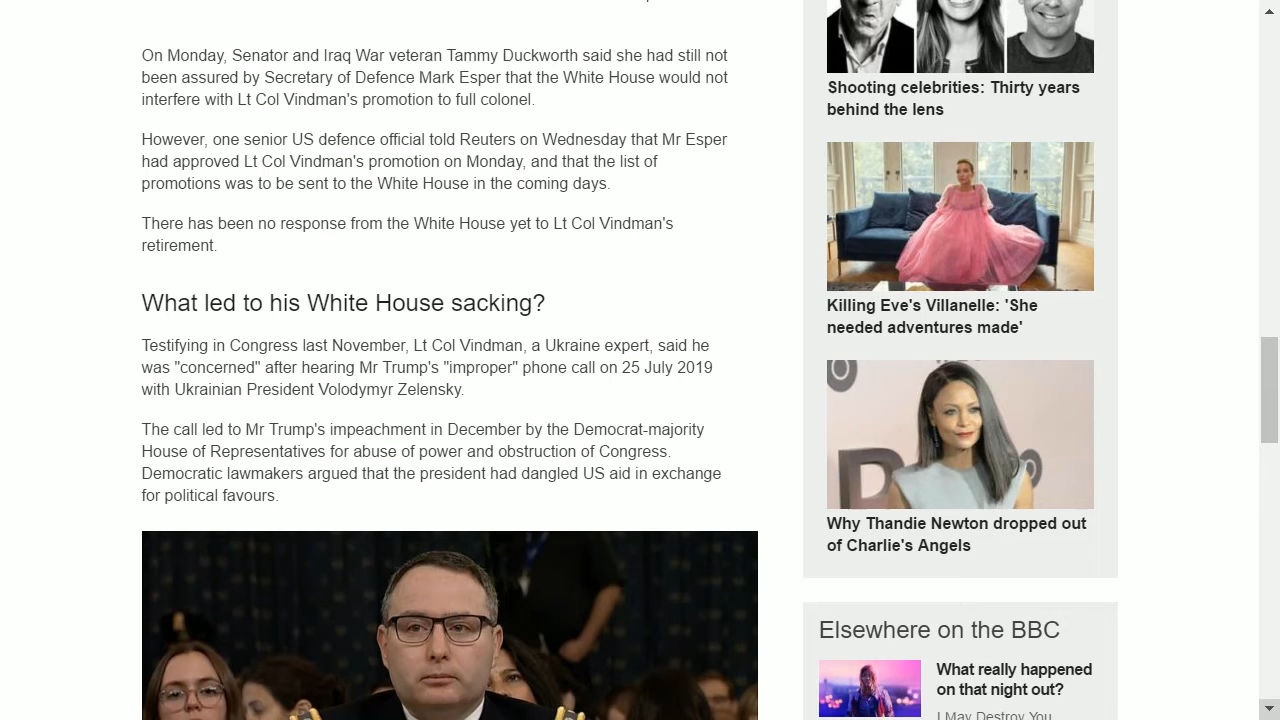 On Monday, Senator and Iraq War veteran Tammy Duckworth said she had still not
been assured by Secretary of Defence Mark Esper that the White House would not
interfere with Lt Col Vindman's promotion to full colonel.
However, one senior US defence official told Reuters on Wednesday that Mr Esper
had approved Lt Col Vindman's promotion on Monday, and that the list of
promotions was to be sent to the White House in the coming days.
There has been no response from the White House yet to Lt Col Vindman's
retirement.
What led to his White House sacking?
Testifying in Congress last November, Lt Col Vindman, a Ukraine expert, said he
was "concerned" after hearing Mr Trump's "improper" phone call on 25 July 2019
with Ukrainian President Volodymyr Zelensky.
The call led to Mr Trump's impeachment in December by the Democrat-majority
House of Representatives for abuse of power and obstruction of Congress.
Democratic lawmakers argued that the president had dangled US aid in exchange
for political favours.
Shooting celebrities: Thirty years
behind the lens
Killing Eve's Villanelle: 'She
needed adventures made'
Why Thandie Newton dropped out
of Charlie's Angels
Elsewhere on the BBC
What really happened
on that night out?
I May Destroy You